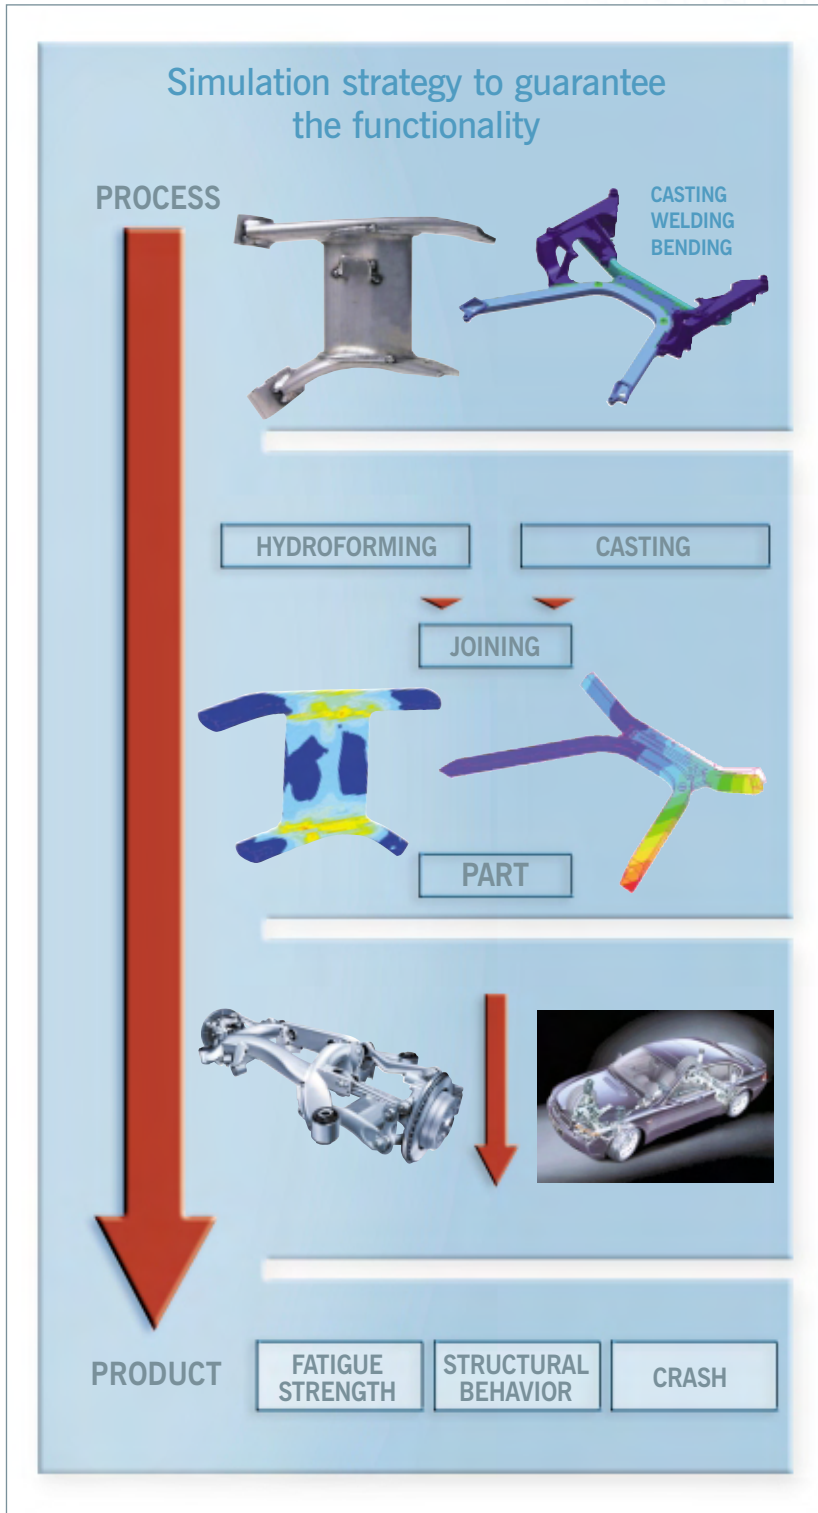 Simulation strategy to guarantee
the functionality
PROCESS
CASTING
WELDING
BENDING
HYDROFORMING
CASTING
JOINING
PART
PRODUCT
FATIGUE
STRENGTH
STRUCTURAL
BEHAVIOR
CRASH